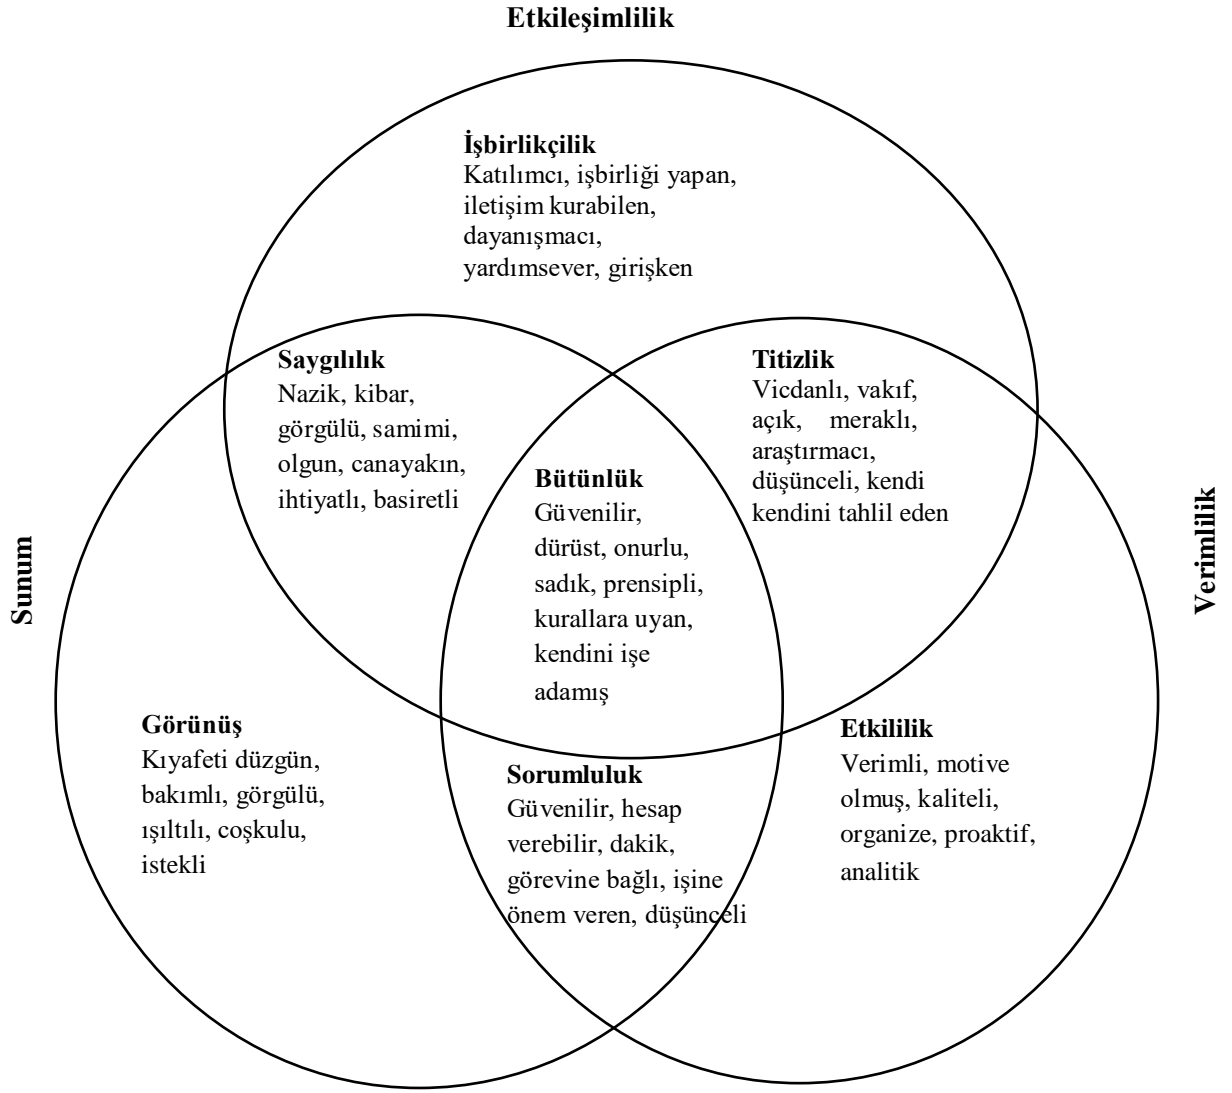 Etkileşimlilik
İşbirlikçilik
Katılımcı, işbirliği yapan,
iletişim kurabilen,
dayanışmacı,
yardımsever, girişken
Saygılılık
Nazik, kibar,
görgülü, samimi,
olgun, canayakın,
ihtiyatlı, basiretli
Titizlik
Vicdanlı, vakıf,
açık, meraklı,
araştırmacı,
düşünceli, kendi
kendini tahlil eden
Bütünlük
Güvenilir,
dürüst, onurlu,
sadık, prensipli,
kurallara uyan,
kendini işe
adamış
Sunum
Verimlilik
Görünüş
Kıyafeti düzgün,
bakımlı, görgülü,
ışıltılı, coşkulu,
istekli
Sorumluluk
Güvenilir, hesap
verebilir, dakik,
görevine bağlı, işine
önem veren, düşünceli
Etkililik
Verimli, motive
olmuş, kaliteli,
organize, proaktif,
analitik